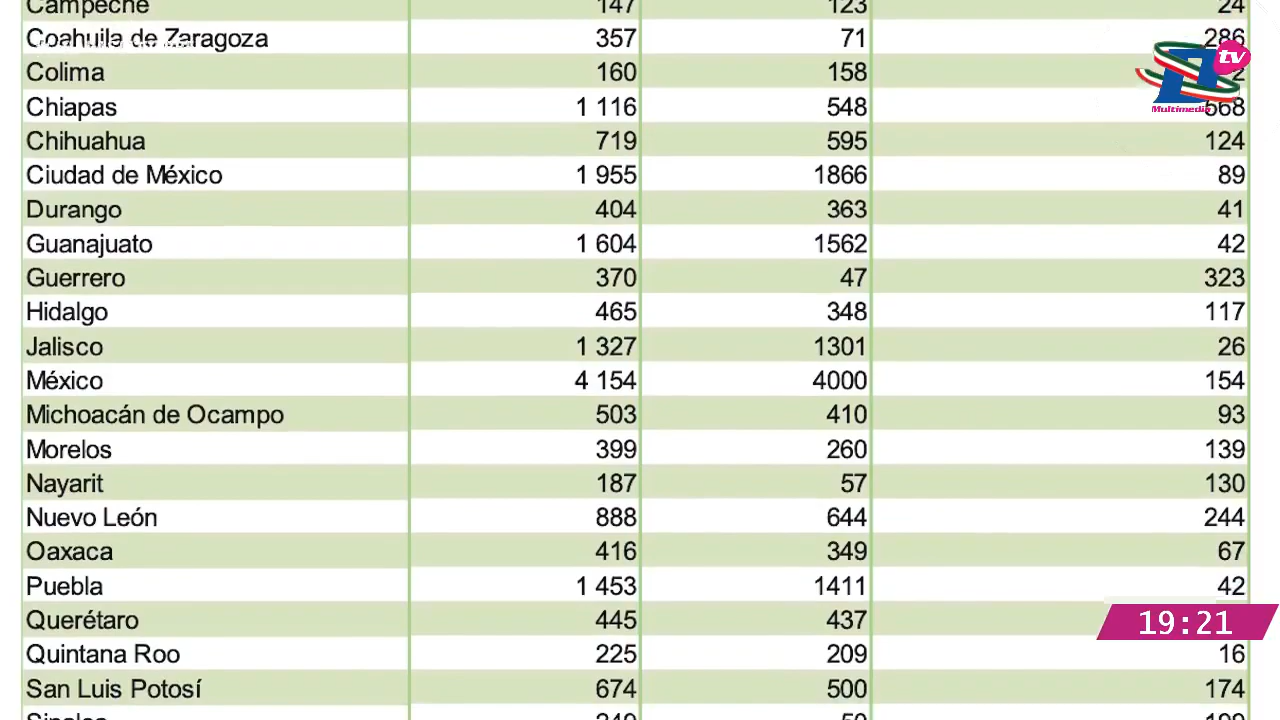 Campeche 147 123 24
Coahuila de Zaragoza 357 71 286
Colima 160 158 2
Chiapas 1 116 548 568
Chihuahua 719 595 124
Ciudad de México 1 955 1866 89
Durango 404 363 41
Guanajuato 1 604 1562 42
Guerrero 370 47 323
Hidalgo 465 348 117
Jalisco 1 327 1301 26
México 4 154 4000 154
Michoacán de Ocampo 503 410 93
Morelos 399 260 139
Nayarit 187 57 130
Nuevo León 888 644 244
Oaxaca 416 349 67
Puebla 1 453 1411 42
Querétaro 445 437
Quintana Roo 225 209 16
San Luis Potosí 674 500 174
Sinaloa
tv
Multimedia
19:21